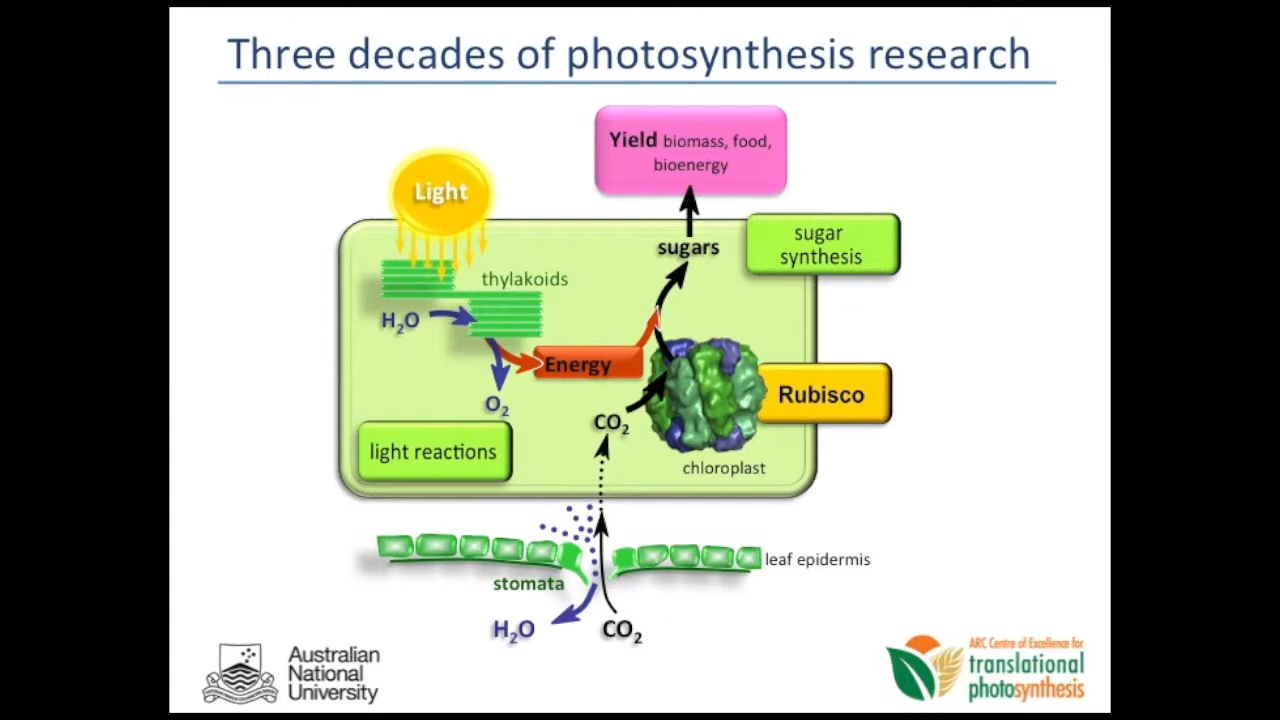 Three decades of photosynthesis research
Yield biomass, food,
bioenergy
Light
sugars
sugar
synthesis
thylakoids
H₂O
Energy
O₂
Rubisco
CO₂
light reactions
chloroplast
leaf epidermis
stomata
H₂O
CO₂
Australian
National
University
ARC Centre of Excellence for
translational
photosynthesis